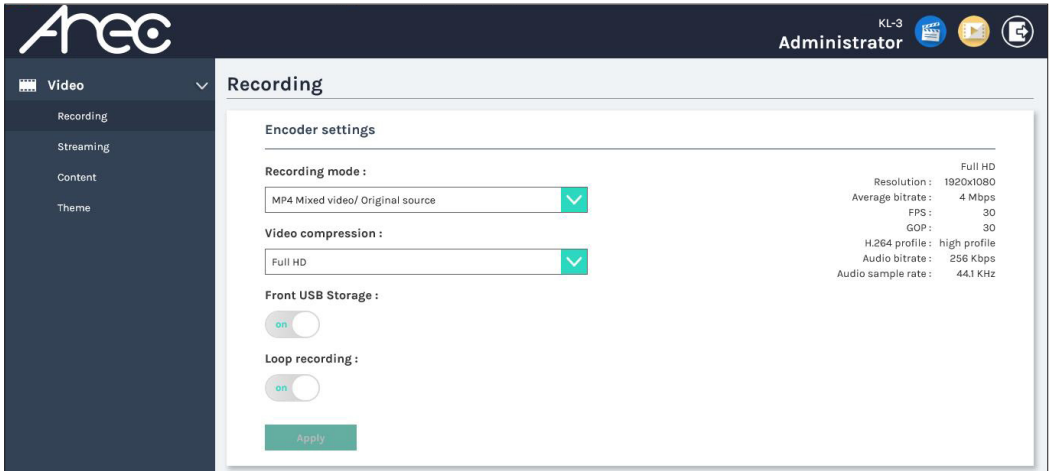 Arec
KL-3
Administrator
Video
Recording
Streaming
Content
Theme
Recording
Encoder settings
Recording mode :
MP4 Mixed video/ Original source
Video compression :
Full HD
Front USB Storage :
on
Loop recording :
on
Apply
Full HD
Resolution : 1920x1080
Average bitrate : 4 Mbps
FPS : 30
GOP : 30
H.264 profile : high profile
Audio bitrate : 256 Kbps
Audio sample rate : 44.1 KHz